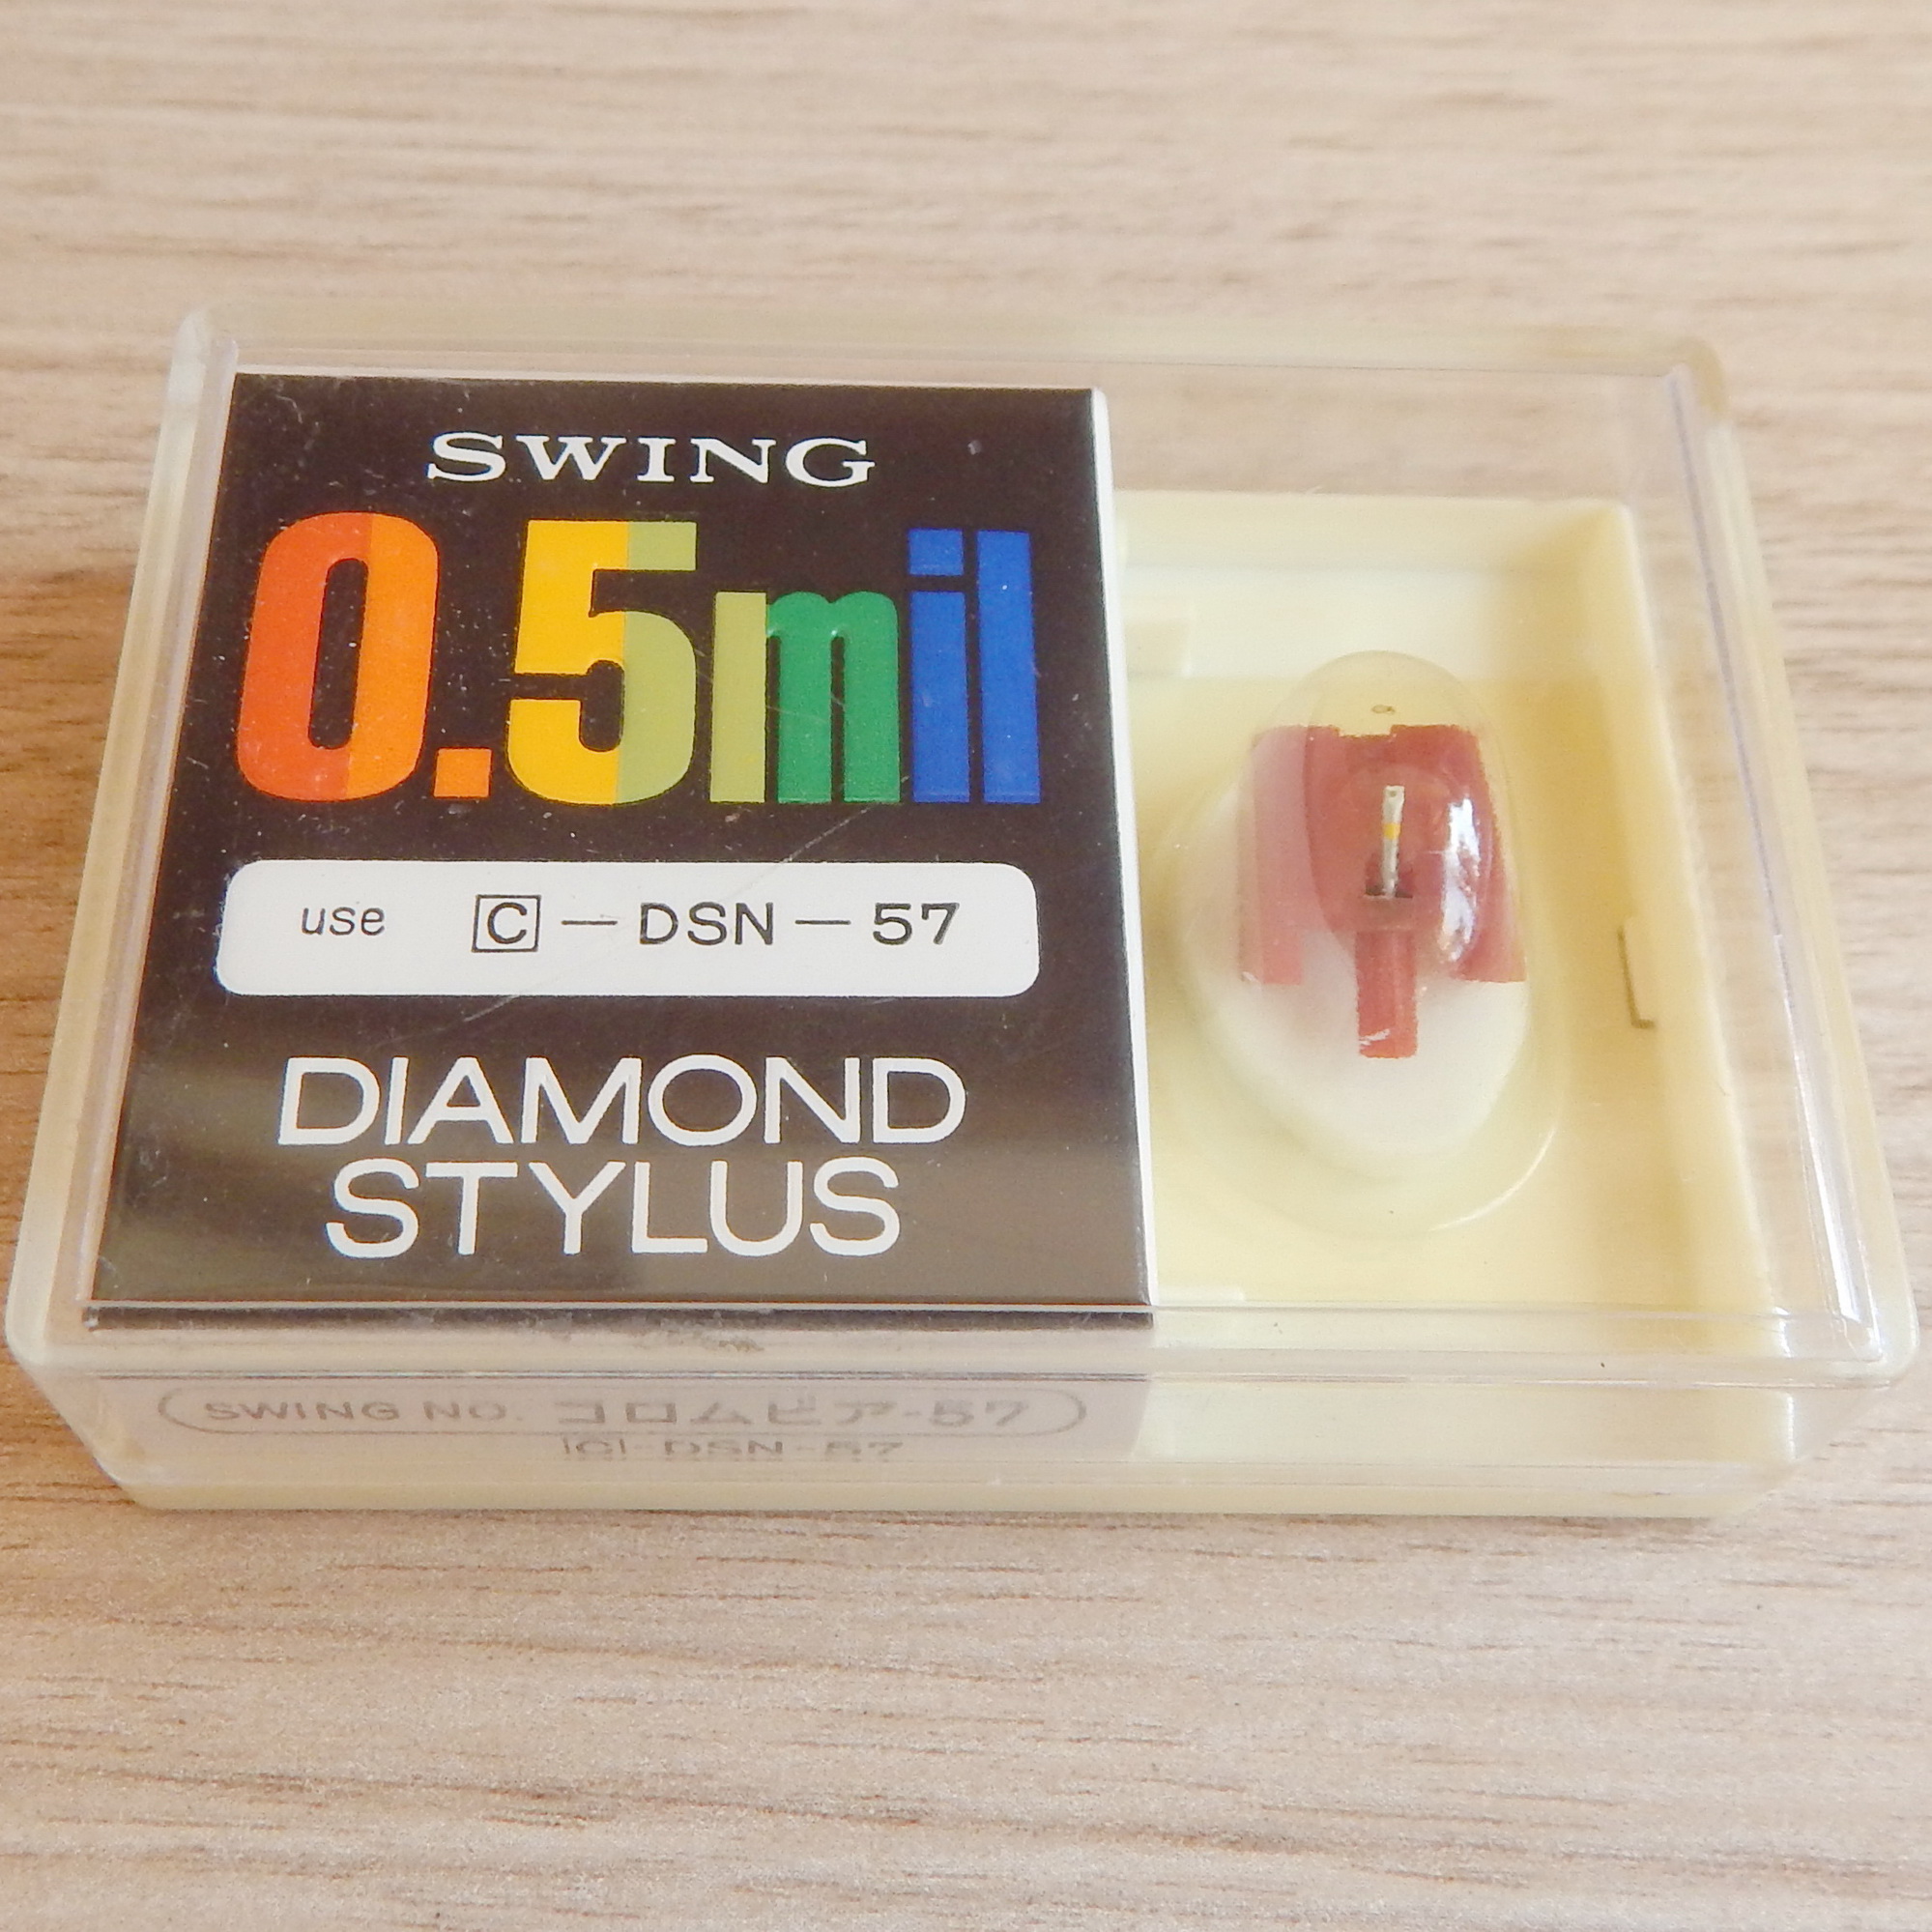 SWING
0.5mil
use C-DSN-57
DIAMOND
STYLUS
SWING NO. コロムビア-57
C-DSN-57